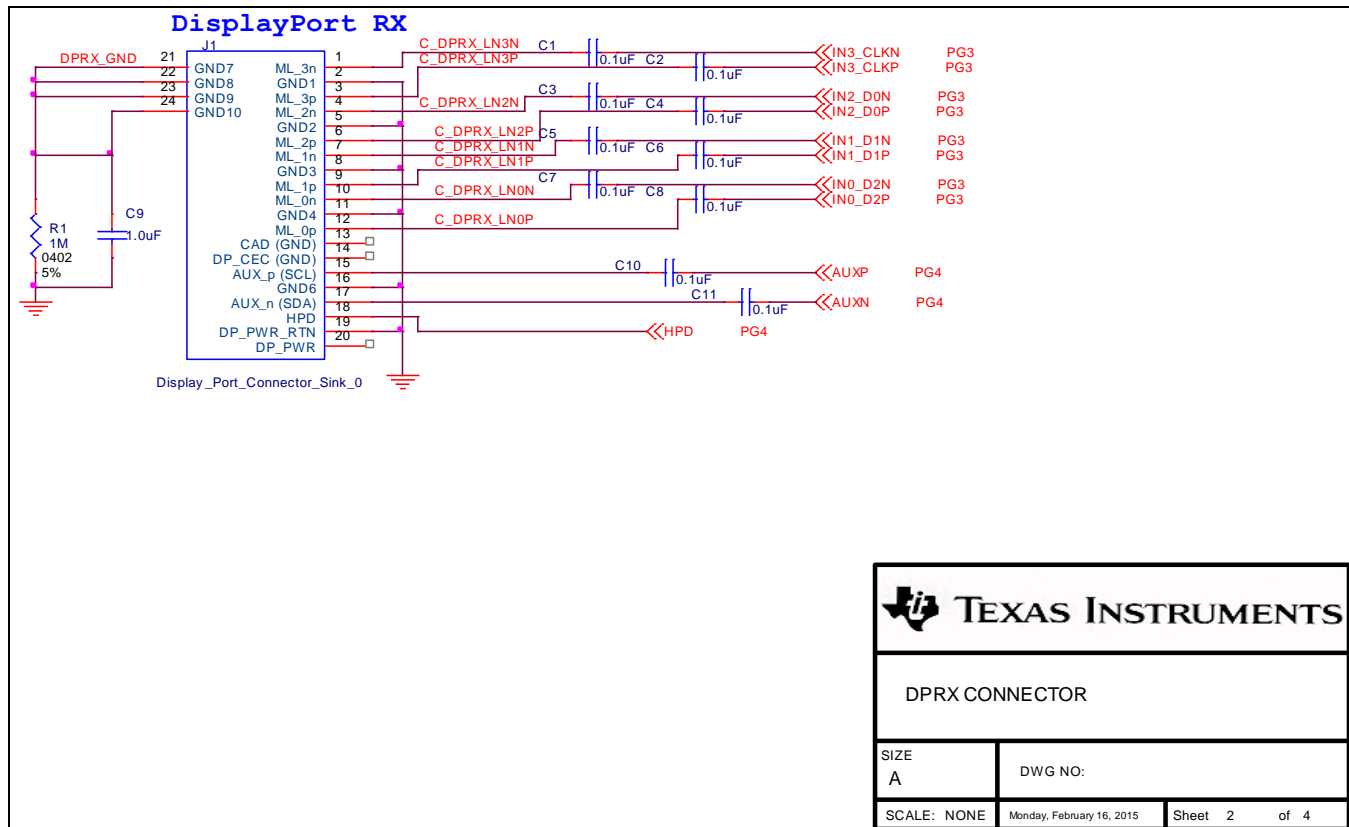 DisplayPort RX
J1
DPRX_GND
21 GND7
22 GND8
23 GND9
24 GND10
1 ML_3n
2 GND1
3 ML_3p
4 ML_2n
5 GND2
6 ML_2p
7 ML_1n
8 GND3
9 ML_1p
10 ML_0n
11 GND4
12 ML_0p
13 CAD (GND)
14 DP_CEC (GND)
15 AUX_p (SCL)
16 GND6
17 AUX_n (SDA)
18 HPD
19 DP_PWR_RTN
20 DP_PWR
Display_Port_Connector_Sink_0
R1
1M
0402
5%
C9
1.0uF
C_DPRX_LN3N C1 0.1uF IN3_CLKN PG3
C_DPRX_LN3P C2 0.1uF IN3_CLKP PG3
C_DPRX_LN2N C3 0.1uF IN2_D0N PG3
C_DPRX_LN2P C4 0.1uF IN2_D0P PG3
C_DPRX_LN1N C5 0.1uF IN1_D1N PG3
C_DPRX_LN1P C6 0.1uF IN1_D1P PG3
C_DPRX_LN0N C7 0.1uF IN0_D2N PG3
C_DPRX_LN0P C8 0.1uF IN0_D2P PG3
C10 0.1uF AUXP PG4
C11 0.1uF AUXN PG4
HPD PG4
ti TEXAS INSTRUMENTS
DPRX CONNECTOR
SIZE
A
DWG NO:
SCALE: NONE
Monday, February 16, 2015
Sheet 2 of 4